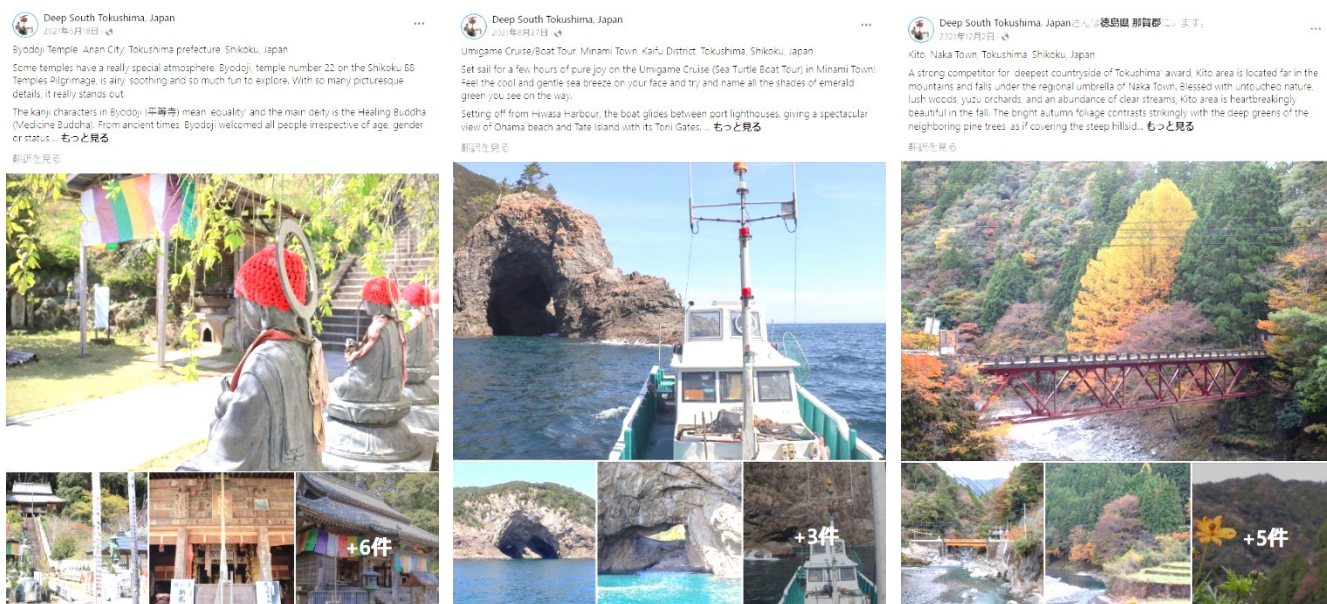 Deep South Tokushima, Japan
2021年5月18日 ·
Byodoji Temple, Anan City, Tokushima prefecture, Shikoku, Japan
Some temples have a really special atmosphere. Byodoji, temple number 22 on the Shikoku 88
Temples Pilgrimage, is airy, soothing and so much fun to explore. With so many picturesque
details, it really stands out.
The kanji characters in Byodoji (平等寺) mean 'equality' and the main deity is the Healing Buddha
(Medicine Buddha). From ancient times, Byodoji welcomed all people irrespective of age, gender
or status.... もっと見る
翻訳を見る
+6件
Deep South Tokushima, Japan
2021年8月27日 ·
Umigame Cruise/Boat Tour, Minami Town, Kaifu District, Tokushima, Shikoku, Japan
Set sail for a few hours of pure joy on the Umigame Cruise (Sea Turtle Boat Tour) in Minami Town!
Feel the cool and gentle sea breeze on your face and try and name all the shades of emerald
green you see on the way.
Setting off from Hiwasa Harbour, the boat glides between port lighthouses, giving a spectacular
view of Ohama beach and Tate Island with its Torii Gates. ... もっと見る
翻訳を見る
+3件
Deep South Tokushima, Japanさんは徳島県 那賀郡にいます。
2021年12月2日 ·
Kito, Naka Town, Tokushima, Shikoku, Japan
A strong competitor for 'deepest countryside of Tokushima' award, Kito area is located far in the
mountains and falls under the regional umbrella of Naka Town. Blessed with untouched nature,
lush woods, yuzu orchards, and an abundance of clear streams, Kito area is heartbreakingly
beautiful in the fall. The bright autumn foliage contrasts strikingly with the deep greens of the
neighboring pine trees, as if covering the steep hillsid... もっと見る
翻訳を見る
+5件